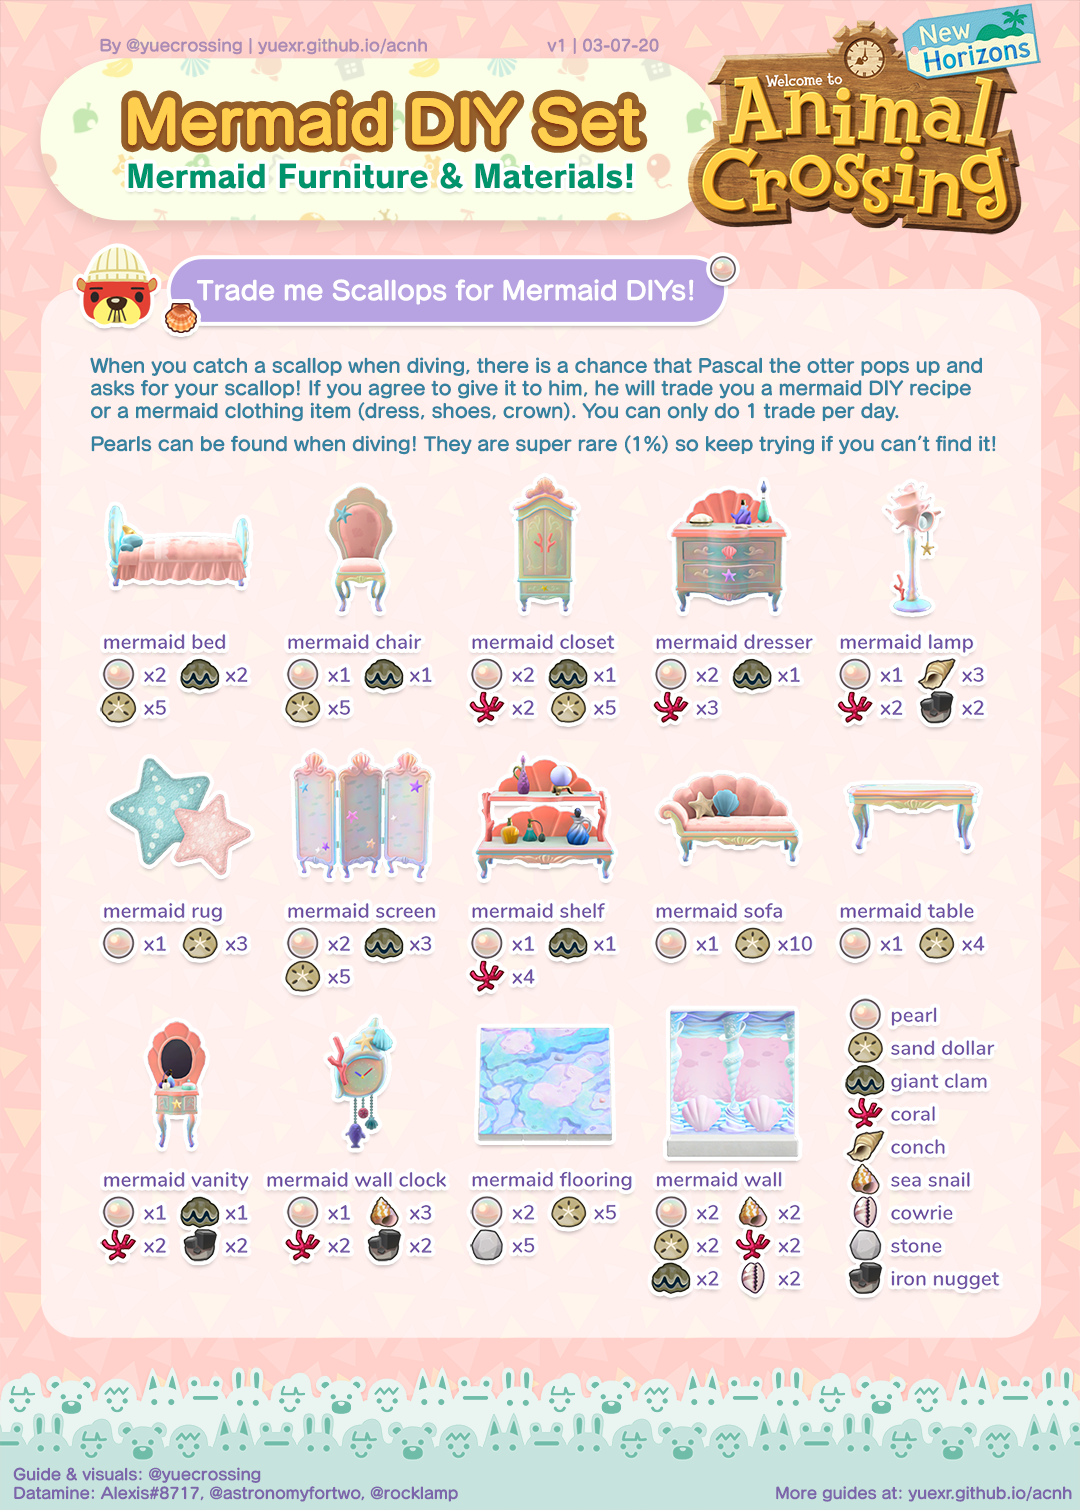 By @yuecrossing | yuexr.github.io/acnh
v1 | 03-07-20
New
Horizons
Welcome to
Animal
Crossing
Mermaid DIY Set
Mermaid Furniture & Materials!
Trade me Scallops for Mermaid DIYs!
When you catch a scallop when diving, there is a chance that Pascal the otter pops up and
asks for your scallop! If you agree to give it to him, he will trade you a mermaid DIY recipe
or a mermaid clothing item (dress, shoes, crown). You can only do 1 trade per day.
Pearls can be found when diving! They are super rare (1%) so keep trying if you can't find it!
mermaid bed
x2 x2
x5
mermaid chair
x1 x1
x5
mermaid closet
x2 x1
x2 x5
mermaid dresser
x2 x1
x3
mermaid lamp
x1 x3
x2 x2
mermaid rug
x1 x3
mermaid screen
x2 x3
x5
mermaid shelf
x1 x1
x4
mermaid sofa
x1 x10
mermaid table
x1 x4
mermaid vanity
x1 x1
x2 x2
mermaid wall clock
x1 x3
x2 x2
mermaid flooring
x2 x5
x5
mermaid wall
x2 x2
x2 x2
x2 x2
pearl
sand dollar
giant clam
coral
conch
sea snail
cowrie
stone
iron nugget
Guide & visuals: @yuecrossing
Datamine: Alexis#8717, @astronomyfortwo, @rocklamp
More guides at: yuexr.github.io/acnh